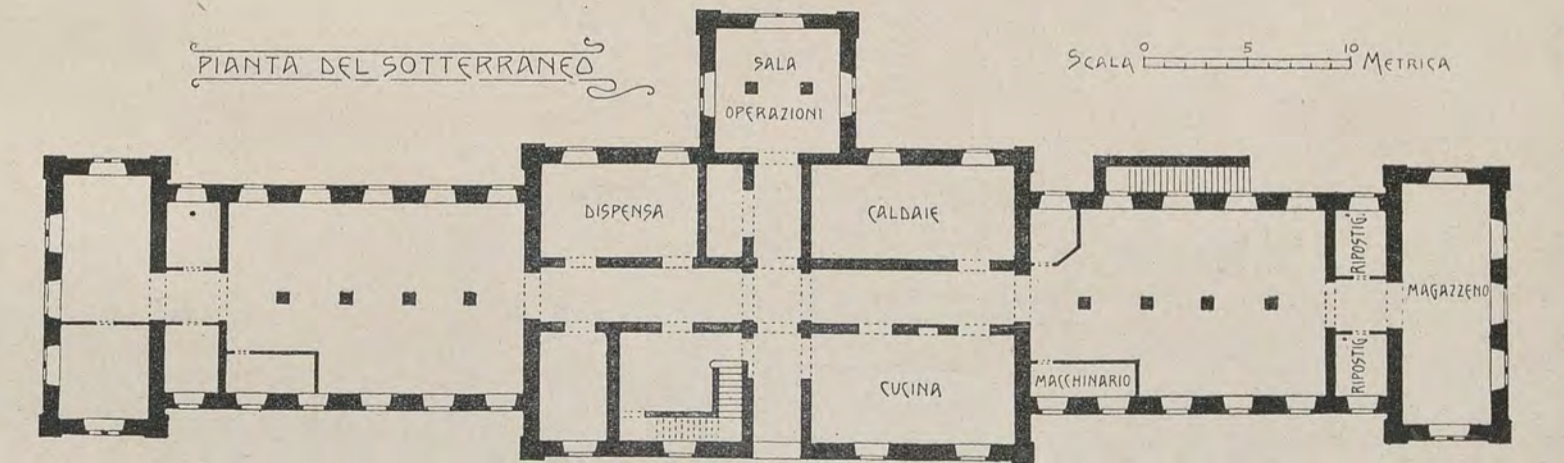 PIANTA DEL SOTTERRANEO
SCALA 0 5 10 METRICA
SALA
OPERAZIONI
DISPENSA
CALDAIE
RIPOSTIG.
MAGAZZENO
MACCHINARIO
RIPOSTIG.
CUCINA